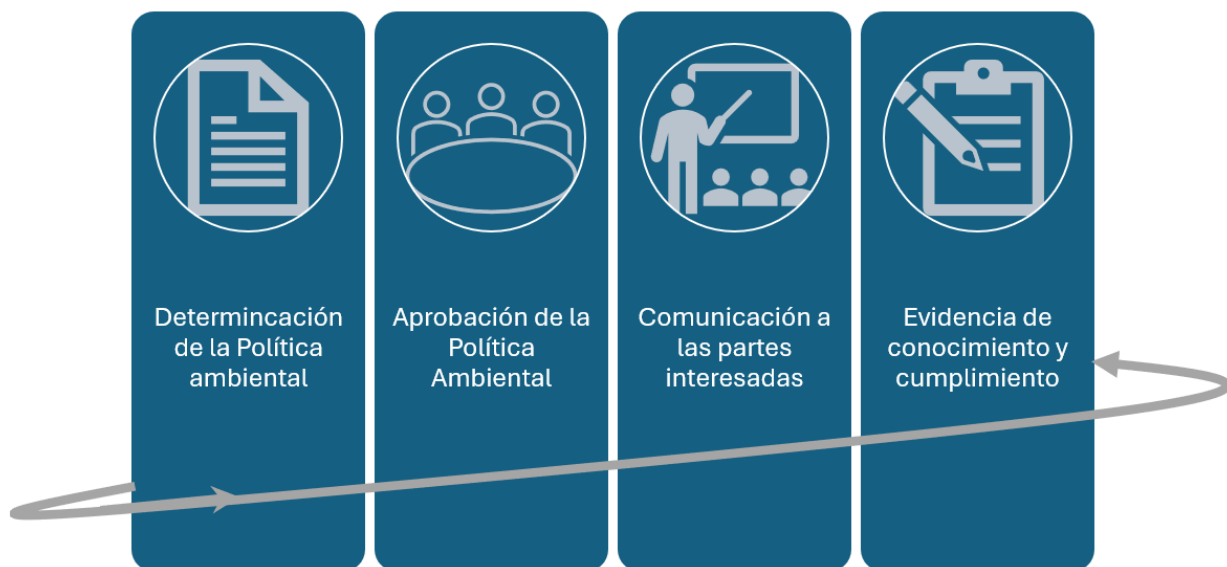 Determincación
de la Política
ambiental
Aprobación de la
Política
Ambiental
Comunicación a
las partes
interesadas
Evidencia de
conocimiento y
cumplimiento